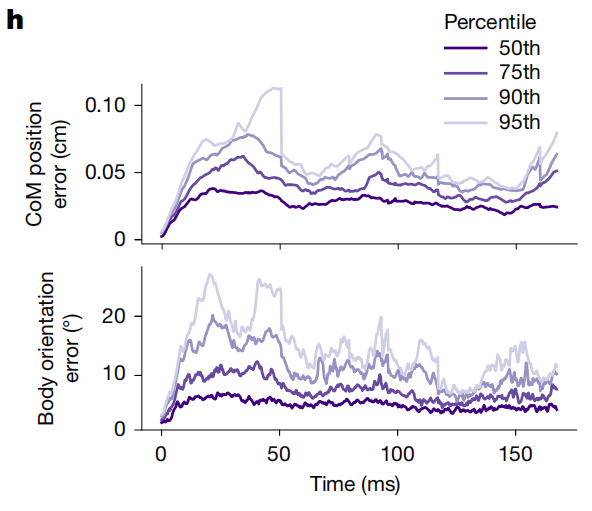 h
Percentile
50th
75th
90th
95th
CoM position
error (cm)
0.10
0.05
0
Body orientation
error (°)
20
10
0
0 50 100 150
Time (ms)